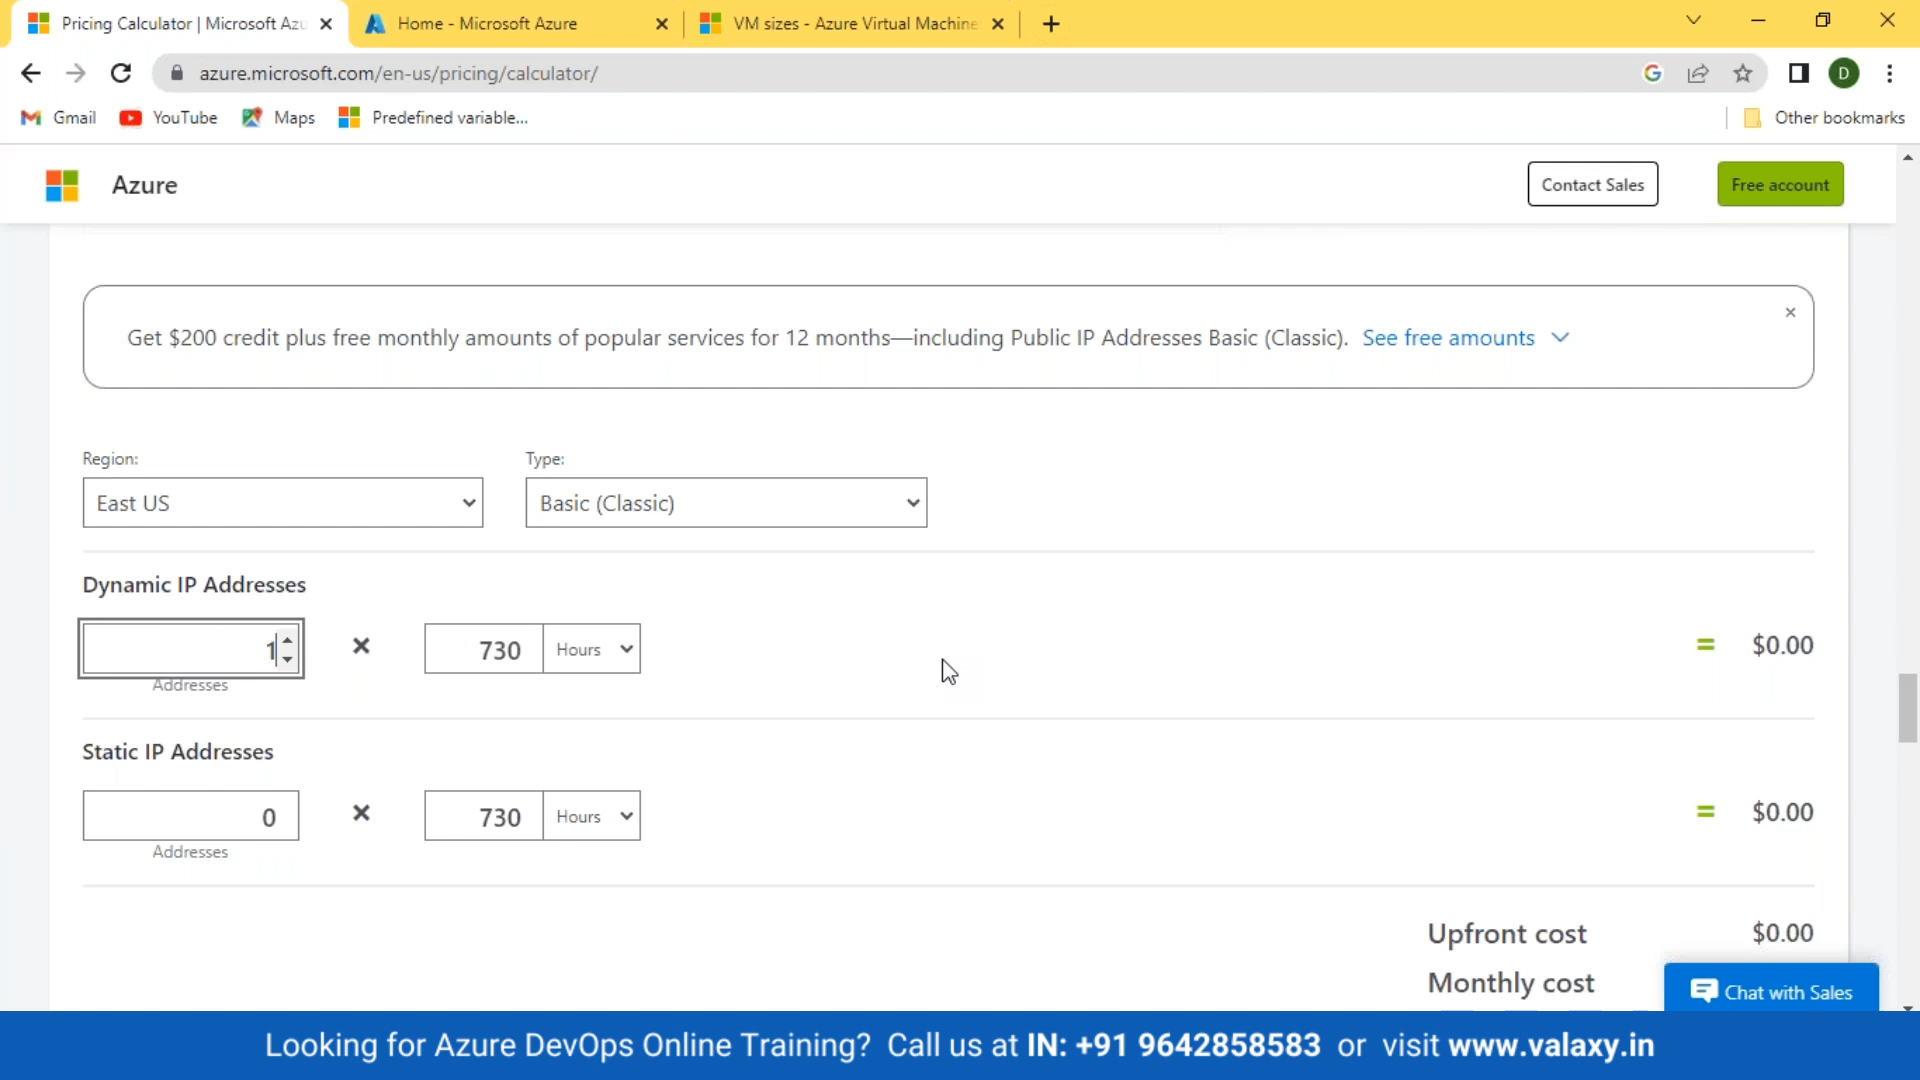 Pricing Calculator | Microsoft Azu
Home - Microsoft Azure
VM sizes - Azure Virtual Machine
azure.microsoft.com/en-us/pricing/calculator/
G
D
Gmail
YouTube
Maps
Predefined variable...
Other bookmarks
Azure
Contact Sales
Free account
Get $200 credit plus free monthly amounts of popular services for 12 months—including Public IP Addresses Basic (Classic). See free amounts
Region:
Type:
East US
Basic (Classic)
Dynamic IP Addresses
1
×
730
Hours
=
$0.00
Addresses
Static IP Addresses
0
×
730
Hours
=
$0.00
Addresses
Upfront cost
$0.00
Monthly cost
Chat with Sales
Looking for Azure DevOps Online Training? Call us at IN: +91 9642858583 or visit www.valaxy.in